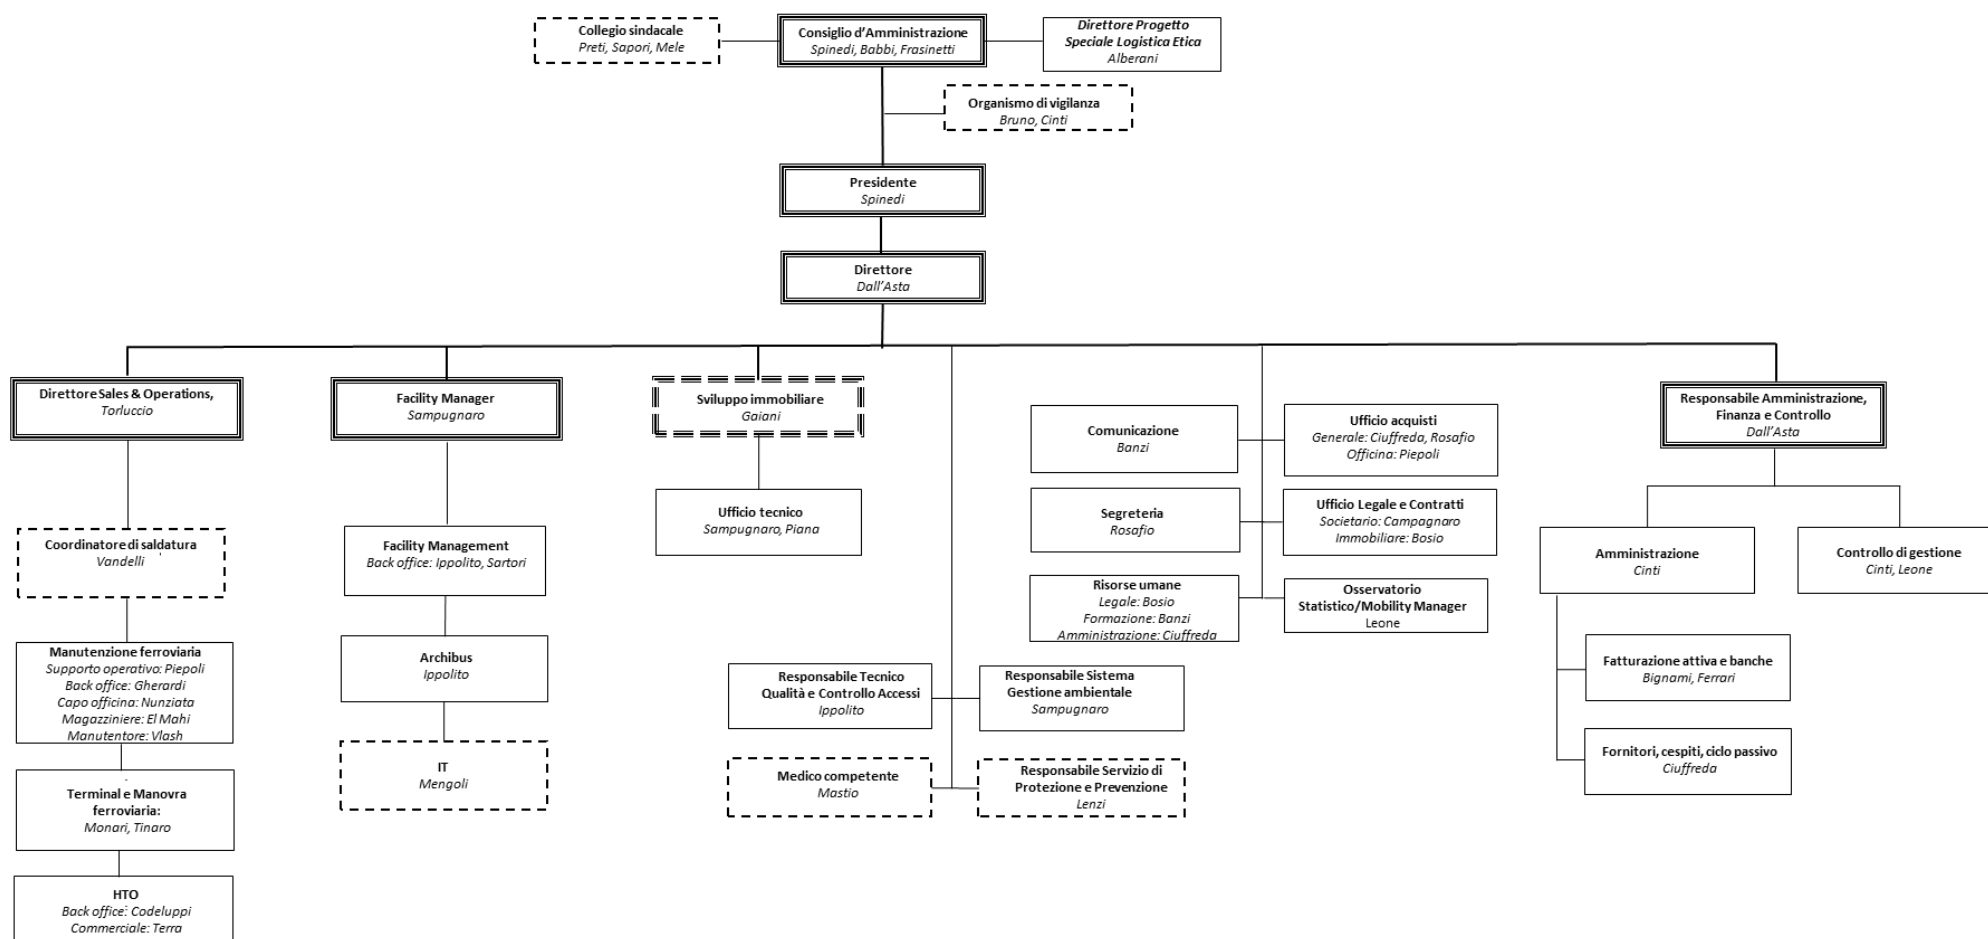 Collegio sindacale
Preti, Sapori, Mele
Consiglio d'Amministrazione
Spinedi, Babbi, Frasinetti
Direttore Progetto
Speciale Logistica Etica
Alberani
Organismo di vigilanza
Bruno, Cinti
Presidente
Spinedi
Direttore
Dall'Asta
Direttore Sales & Operations,
Torluccio
Coordinatore di saldatura
Vandelli
Manutenzione ferroviaria
Supporto operativo: Piepoli
Back office: Gherardi
Capo officina: Nunziata
Magazziniere: El Mahi
Manutentore: Vlash
Terminal e Manovra
ferroviaria:
Monari, Tinaro
HTO
Back office: Codeluppi
Commerciale: Terra
Facility Manager
Sampugnaro
Facility Management
Back office: Ippolito, Sartori
Archibus
Ippolito
IT
Mengoli
Sviluppo immobiliare
Gaiani
Ufficio tecnico
Sampugnaro, Piana
Responsabile Tecnico
Qualità e Controllo Accessi
Ippolito
Responsabile Sistema
Gestione ambientale
Sampugnaro
Medico competente
Mastio
Responsabile Servizio di
Protezione e Prevenzione
Lenzi
Comunicazione
Banzi
Ufficio acquisti
Generale: Ciuffreda, Rosafio
Officina: Piepoli
Segreteria
Rosafio
Ufficio Legale e Contratti
Societario: Campagnaro
Immobiliare: Bosio
Risorse umane
Legale: Bosio
Formazione: Banzi
Amministrazione: Ciuffreda
Osservatorio
Statistico/Mobility Manager
Leone
Responsabile Amministrazione,
Finanza e Controllo
Dall'Asta
Amministrazione
Cinti
Controllo di gestione
Cinti, Leone
Fatturazione attiva e banche
Bignami, Ferrari
Fornitori, cespiti, ciclo passivo
Ciuffreda